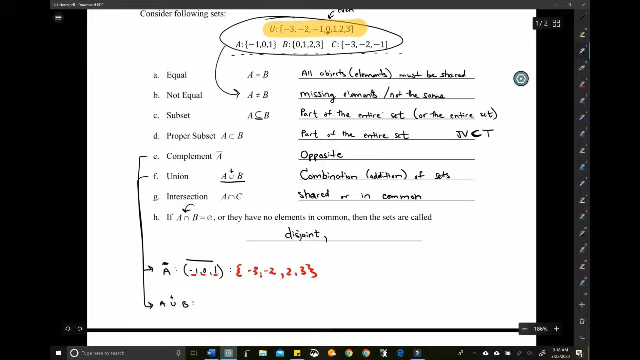 Consider following sets:
U: {−3, −2, −1, 0, 1, 2, 3}
A: {−1,0,1} B: {0,1,2,3} C: {−3, −2, −1}
a. Equal A = B All objects (elements) must be shared
b. Not Equal A ≠ B missing elements / not the same
c. Subset A ⊆ B Part of the entire set (or the entire set)
d. Proper Subset A ⊂ B Part of the entire set JV ⊂ T
e. Complement A̅ Opposite
f. Union A ∪ B Combination (addition) of sets
g. Intersection A ∩ C shared or in common
h. If A ∩ B = ∅, or they have no elements in common, then the sets are called
disjoint,
A̅ : (-1, 0, 1) : { -3, -2, 2, 3 }
A ∪ B :
1/2
186%